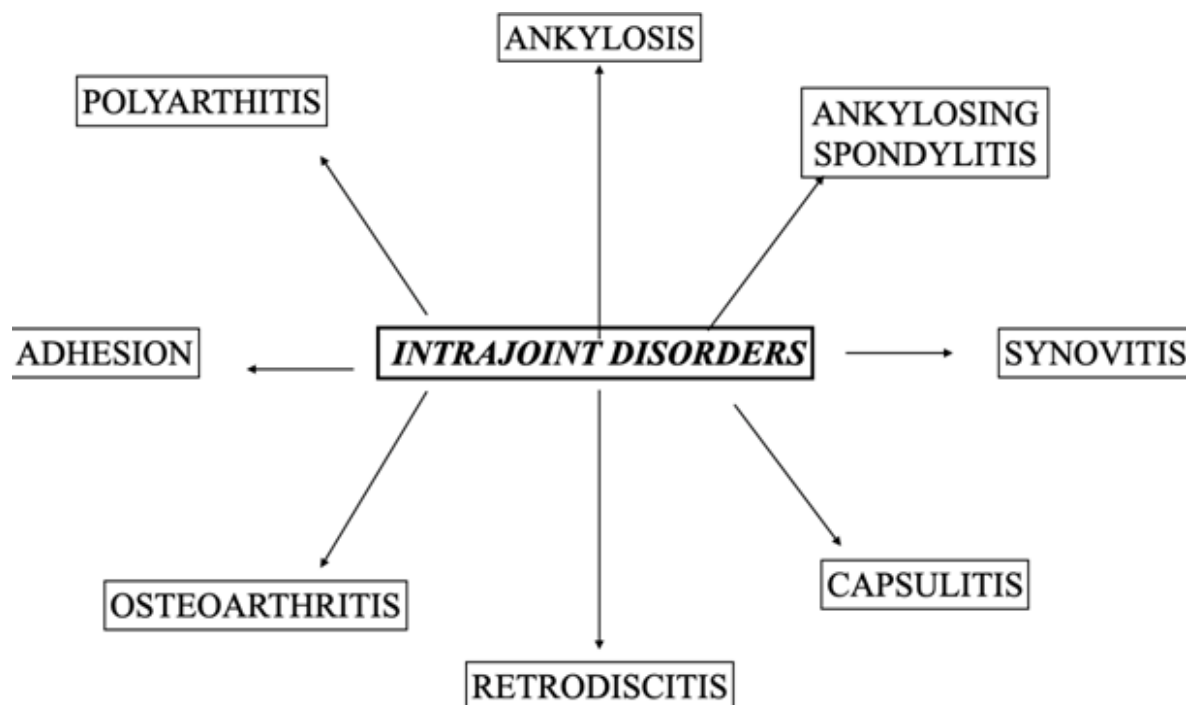 ANKYLOSIS
POLYARTHITIS
ANKYLOSING
SPONDYLITIS
ADHESION
INTRAJOINT DISORDERS
SYNOVITIS
OSTEOARTHRITIS
CAPSULITIS
RETRODISCITIS